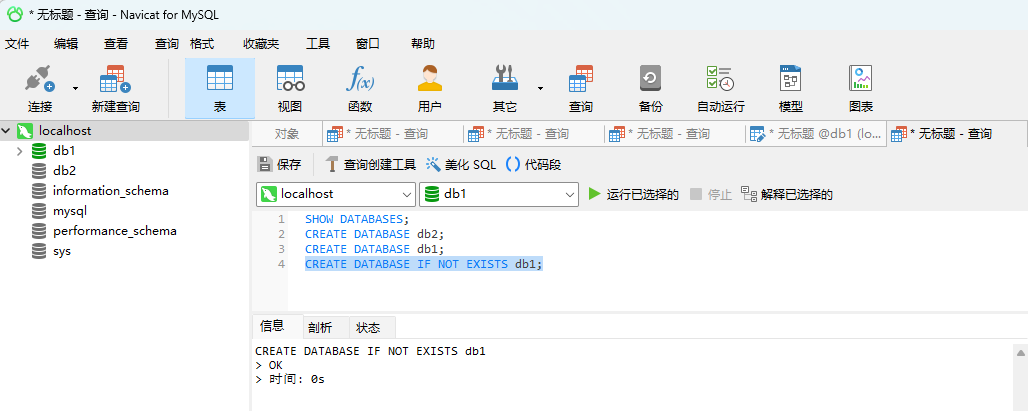 * 无标题 - 查询 - Navicat for MySQL
文件 编辑 查看 查询 格式 收藏夹 工具 窗口 帮助
连接 新建查询 表 视图 函数 用户 其它 查询 备份 自动运行 模型 图表
localhost
db1
db2
information_schema
mysql
performance_schema
sys
对象 * 无标题 - 查询 * 无标题 - 查询 * 无标题 - 查询 * 无标题 @db1 (lo... * 无标题 - 查询
保存 查询创建工具 美化 SQL 代码段
localhost db1 运行已选择的 停止 解释已选择的
1 SHOW DATABASES;
2 CREATE DATABASE db2;
3 CREATE DATABASE db1;
4 CREATE DATABASE IF NOT EXISTS db1;
信息 剖析 状态
CREATE DATABASE IF NOT EXISTS db1
> OK
> 时间: 0s